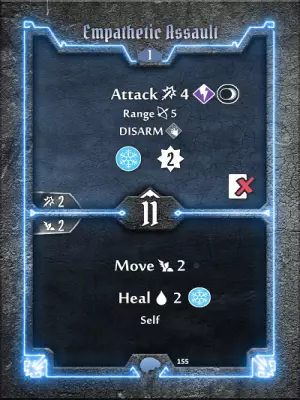 Empathetic Assault
1
Attack 4
Range 5
DISARM
2
2
11
2
Move 2
Heal 2
Self
155